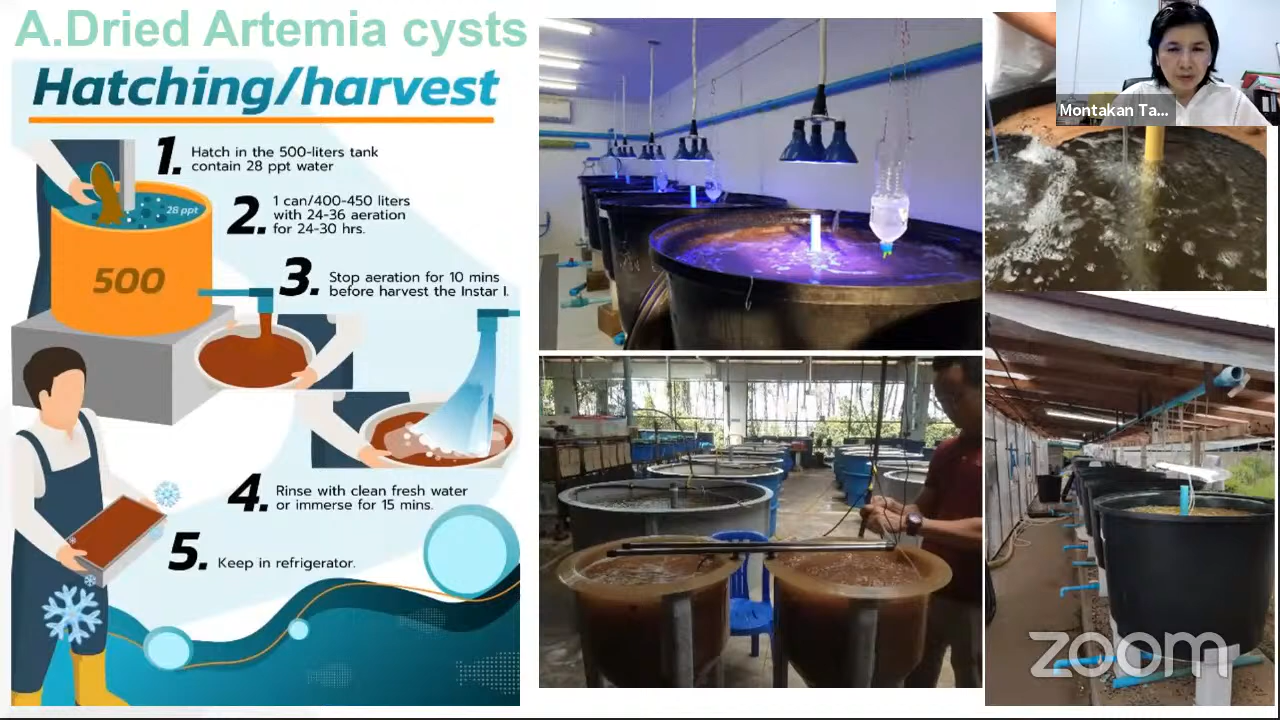 A.Dried Artemia cysts
Hatching/harvest
1. Hatch in the 500-liters tank
contain 28 ppt water
28 ppt
2. 1 can/400-450 liters
with 24-36 aeration
for 24-30 hrs.
500
3. Stop aeration for 10 mins
before harvest the Instar I.
4. Rinse with clean fresh water
or immerse for 15 mins.
5. Keep in refrigerator.
Montakan Ta...
zoom